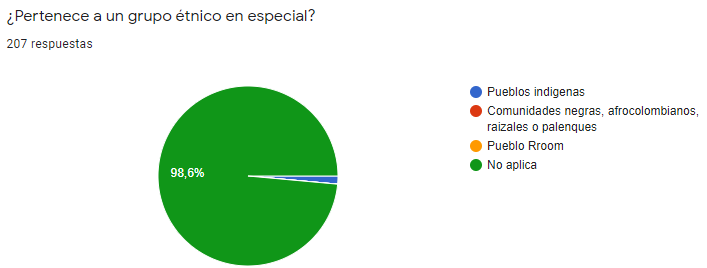 ¿Pertenece a un grupo étnico en especial?
207 respuestas
98,6%
Pueblos indigenas
Comunidades negras, afrocolombianos,
raizales o palenques
Pueblo Rroom
No aplica